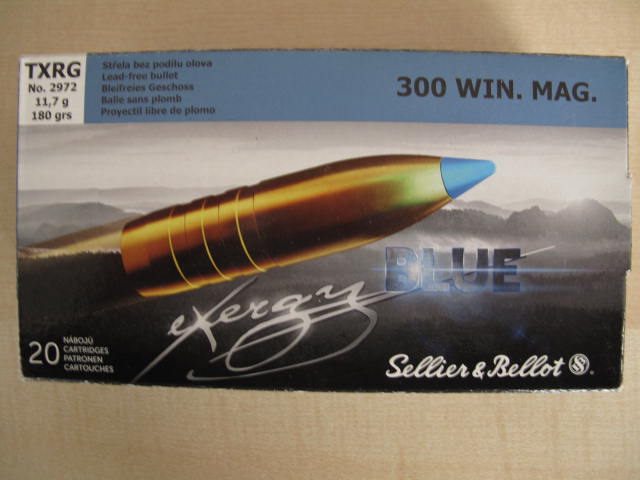 TXRG
No. 2972
11,7 g
180 grs
Střela bez podílu olova
Lead-free bullet
Bleifreies Geschoss
Balle sans plomb
Proyectil libre de plomo
300 WIN. MAG.
BLUE
eXergy
20
NÁBOJŮ
CARTRIDGES
PATRONEN
CARTOUCHES
Sellier & Bellot